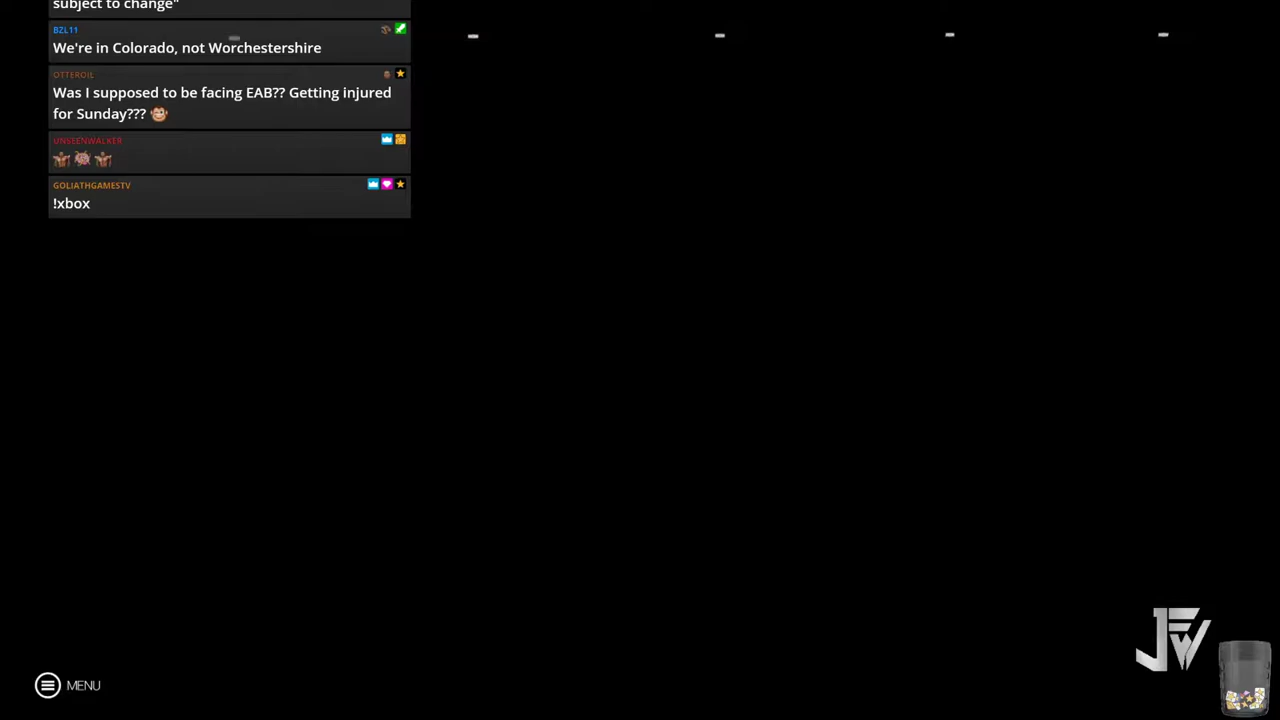 subject to change"
BZL11
We're in Colorado, not Worchestershire
OTTEROIL
Was I supposed to be facing EAB?? Getting injured
for Sunday???
UNSEENWALKER
GOLIATHGAMESTV
!xbox
JFW
MENU